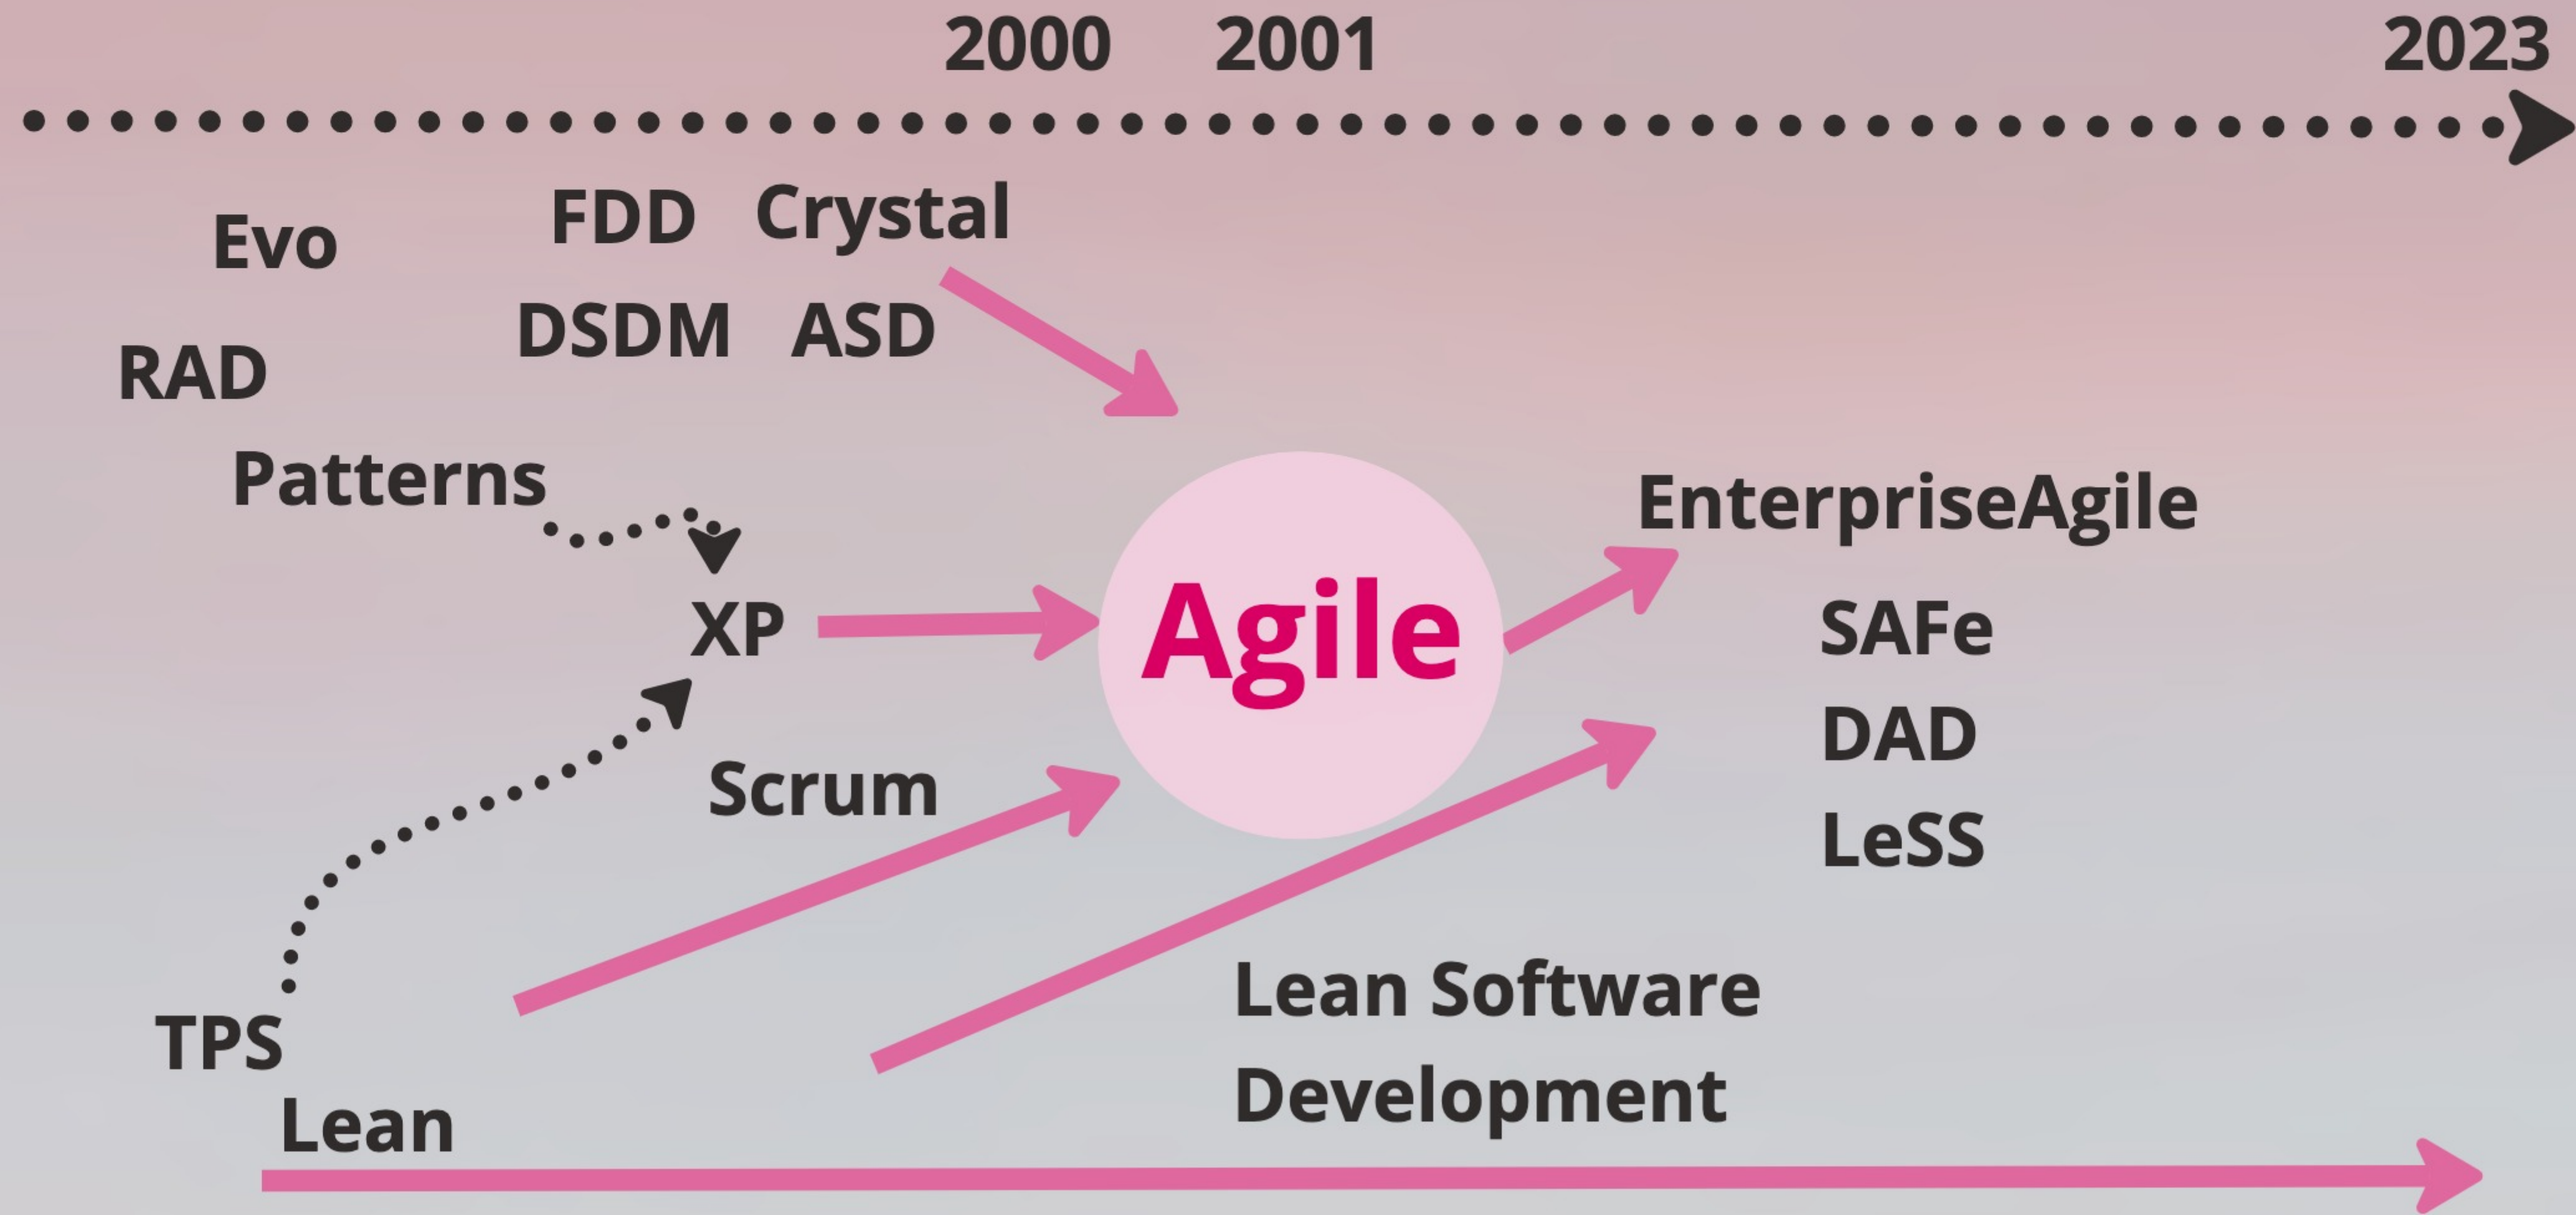 2000 2001 2023
Evo
FDD Crystal
DSDM ASD
RAD
Patterns
XP
Scrum
TPS
Lean
Agile
EnterpriseAgile
SAFe
DAD
LeSS
Lean Software
Development